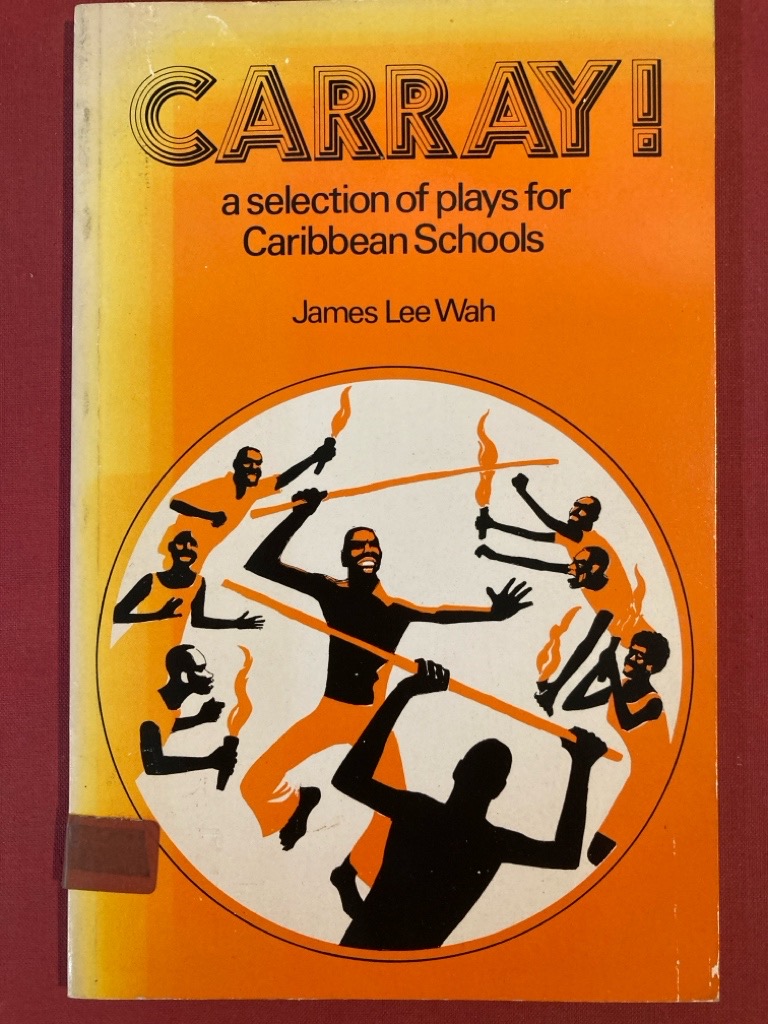 CARRAY!
a selection of plays for
Caribbean Schools
James Lee Wah